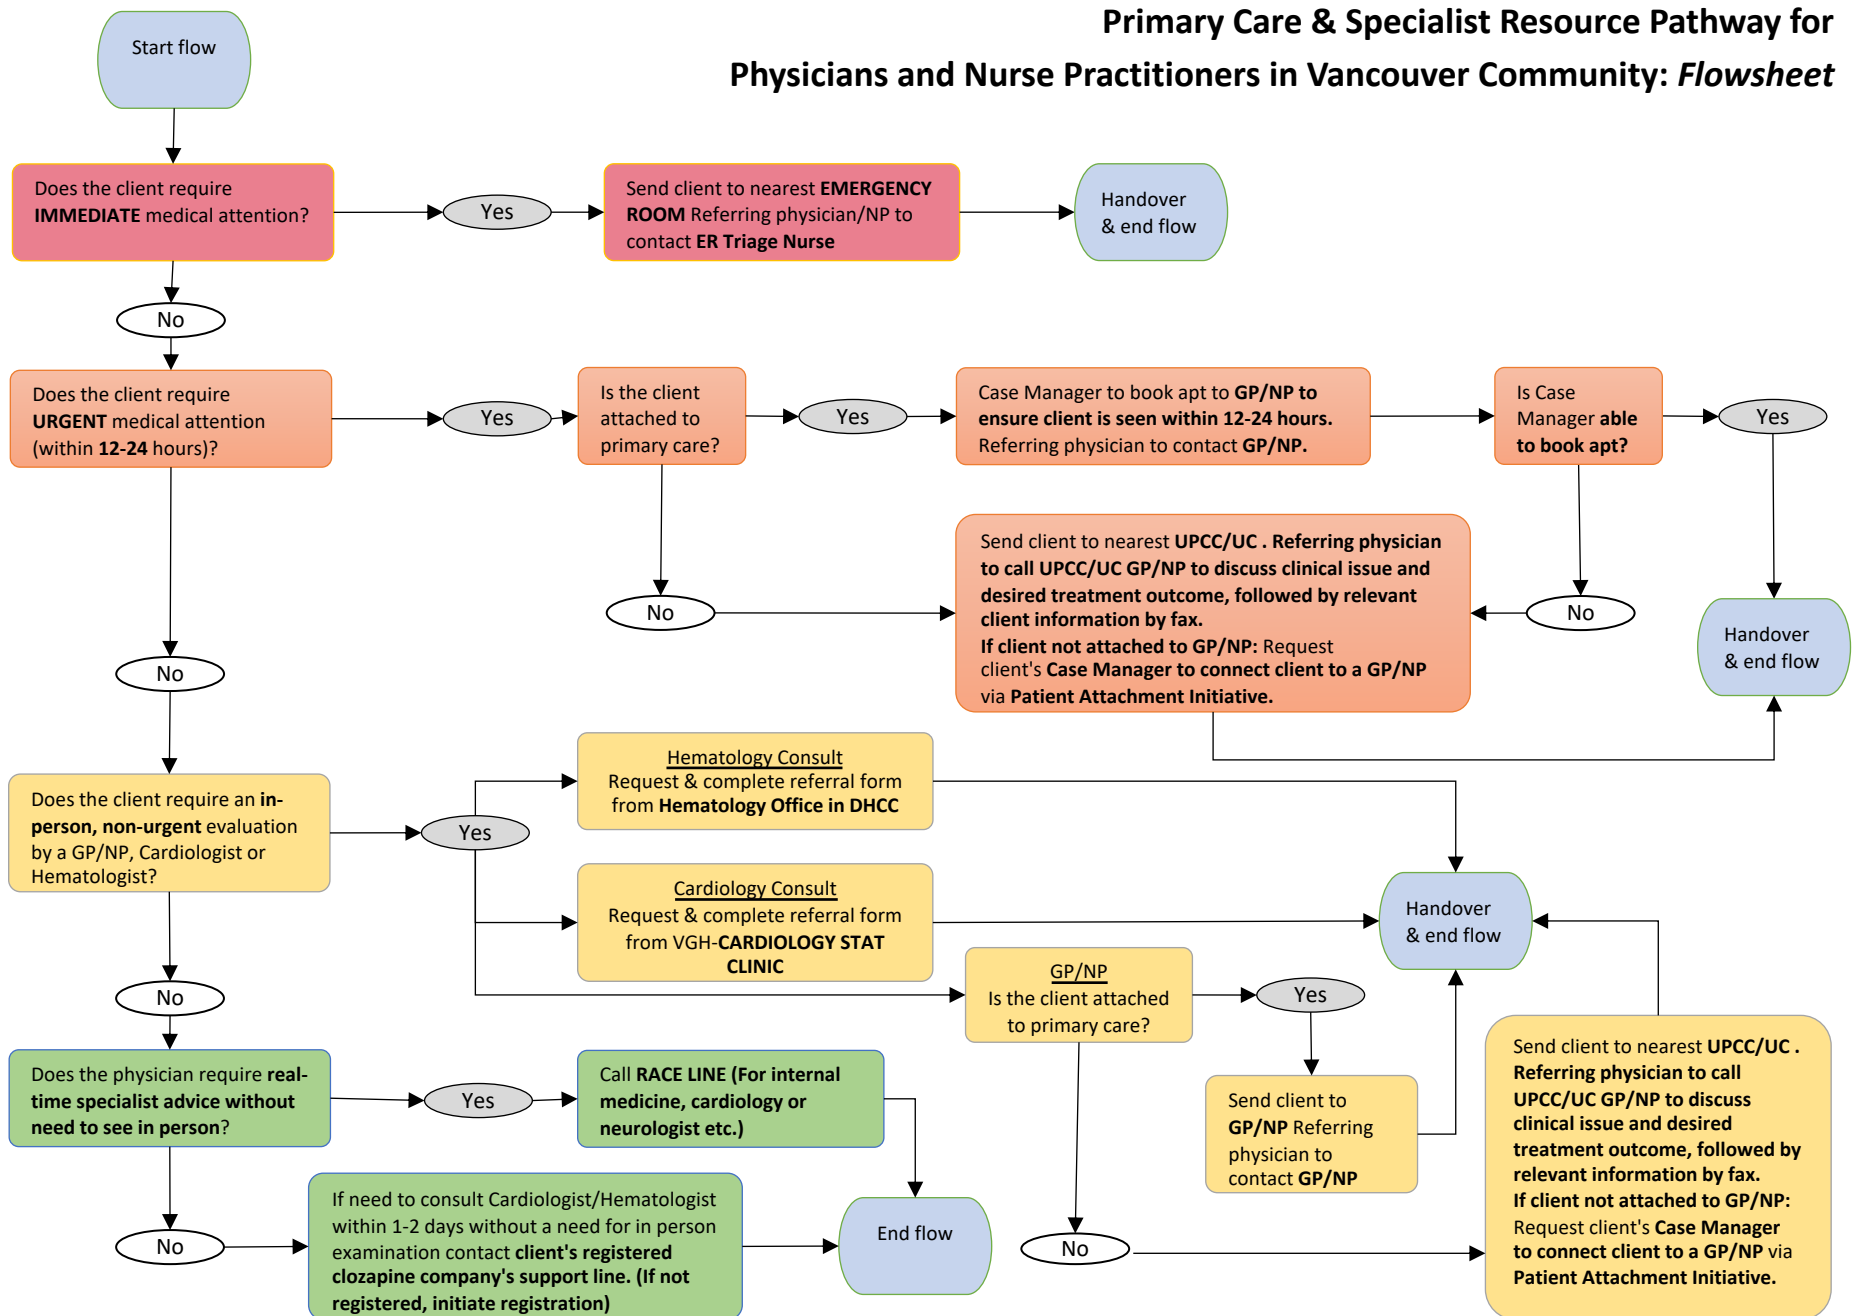 Primary Care & Specialist Resource Pathway for
Physicians and Nurse Practitioners in Vancouver Community: Flowsheet
Start flow
Does the client require
IMMEDIATE medical attention?
Yes
Send client to nearest EMERGENCY
ROOM Referring physician/NP to
contact ER Triage Nurse
Handover
& end flow
No
Does the client require
URGENT medical attention
(within 12-24 hours)?
Yes
Is the client
attached to
primary care?
Yes
Case Manager to book apt to GP/NP to
ensure client is seen within 12-24 hours.
Referring physician to contact GP/NP.
Is Case
Manager able
to book apt?
Yes
No
Send client to nearest UPCC/UC . Referring physician
to call UPCC/UC GP/NP to discuss clinical issue and
desired treatment outcome, followed by relevant
client information by fax.
If client not attached to GP/NP: Request
client's Case Manager to connect client to a GP/NP
via Patient Attachment Initiative.
No
Handover
& end flow
No
Does the client require an in-
person, non-urgent evaluation
by a GP/NP, Cardiologist or
Hematologist?
Yes
Hematology Consult
Request & complete referral form
from Hematology Office in DHCC
Cardiology Consult
Request & complete referral form
from VGH-CARDIOLOGY STAT
CLINIC
GP/NP
Is the client attached
to primary care?
Yes
Handover
& end flow
Send client to
GP/NP Referring
physician to
contact GP/NP
No
Send client to nearest UPCC/UC .
Referring physician to call
UPCC/UC GP/NP to discuss
clinical issue and desired
treatment outcome, followed by
relevant information by fax.
If client not attached to GP/NP:
Request client's Case Manager
to connect client to a GP/NP via
Patient Attachment Initiative.
No
Does the physician require real-
time specialist advice without
need to see in person?
Yes
Call RACE LINE (For internal
medicine, cardiology or
neurologist etc.)
No
If need to consult Cardiologist/Hematologist
within 1-2 days without a need for in person
examination contact client's registered
clozapine company's support line. (If not
registered, initiate registration)
End flow